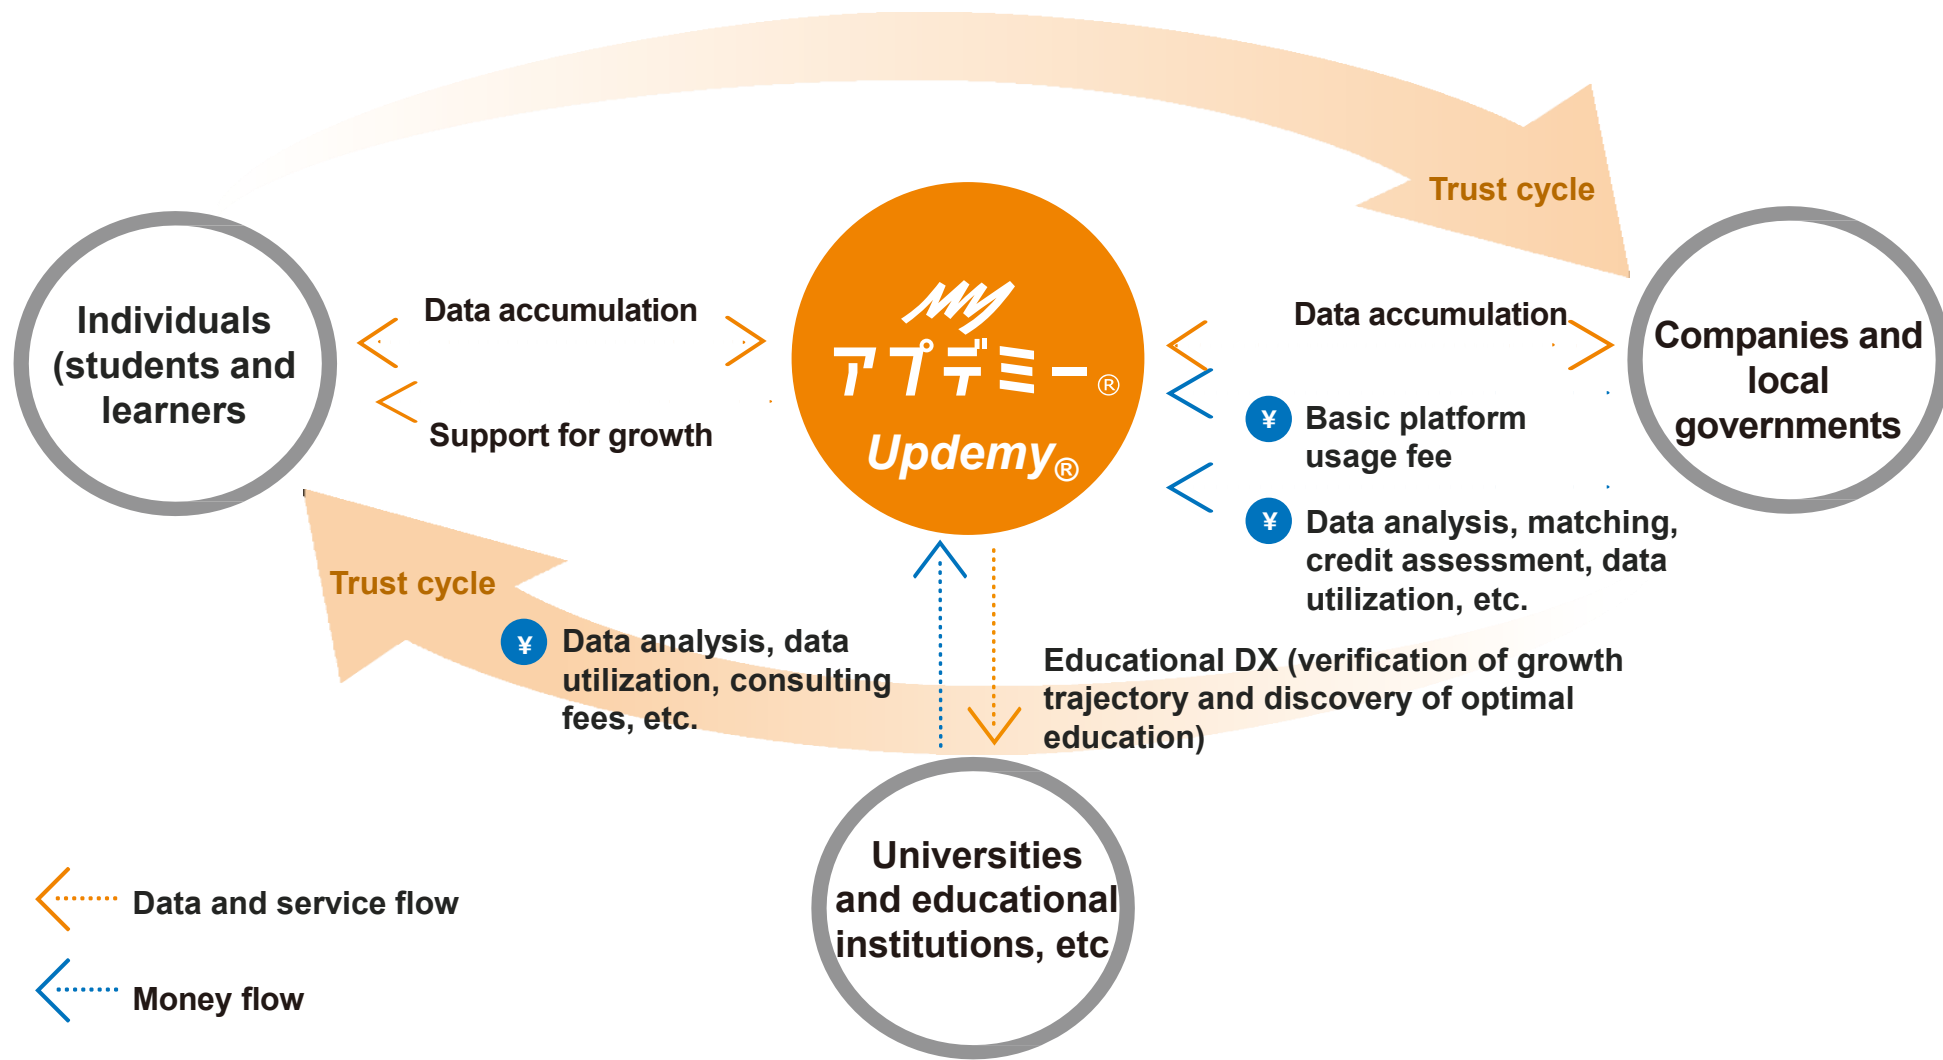 Trust cycle
Individuals
(students and
learners
Data accumulation
Support for growth
my
アプデミー®
Updemy®
Data accumulation
¥ Basic platform
usage fee
¥ Data analysis, matching,
credit assessment, data
utilization, etc.
Companies and
local
governments
Trust cycle
¥ Data analysis, data
utilization, consulting
fees, etc.
Educational DX (verification of growth
trajectory and discovery of optimal
education)
Universities
and educational
institutions, etc
Data and service flow
Money flow